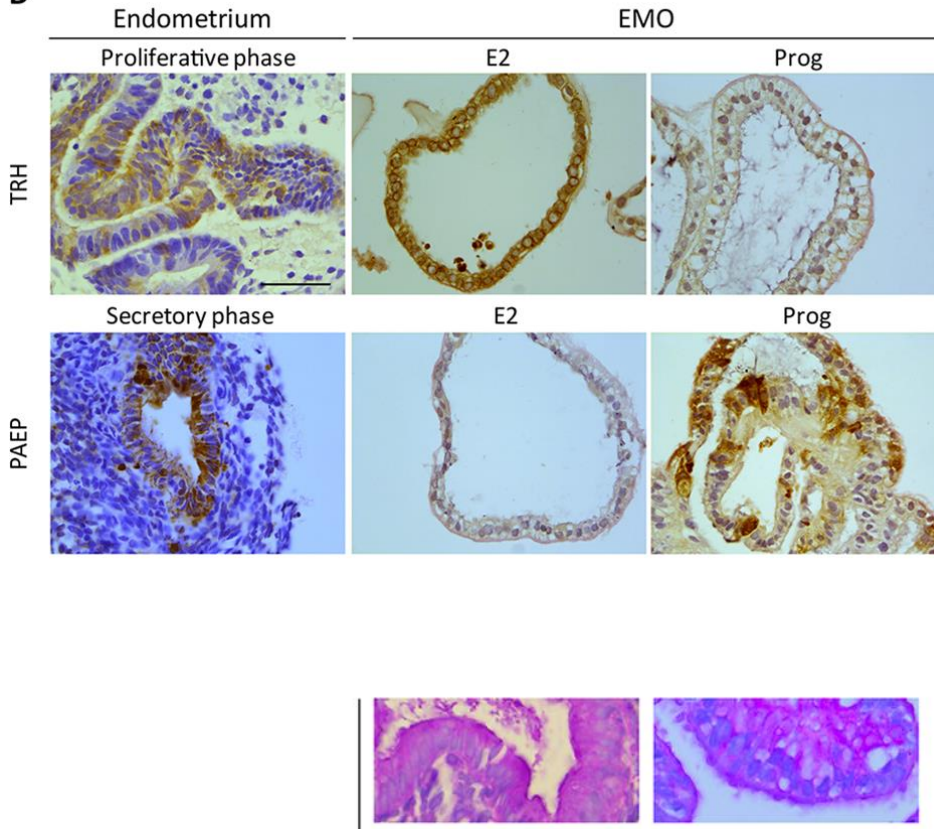 Endometrium EMO
Proliferative phase E2 Prog
TRH
Secretory phase E2 Prog
PAEP